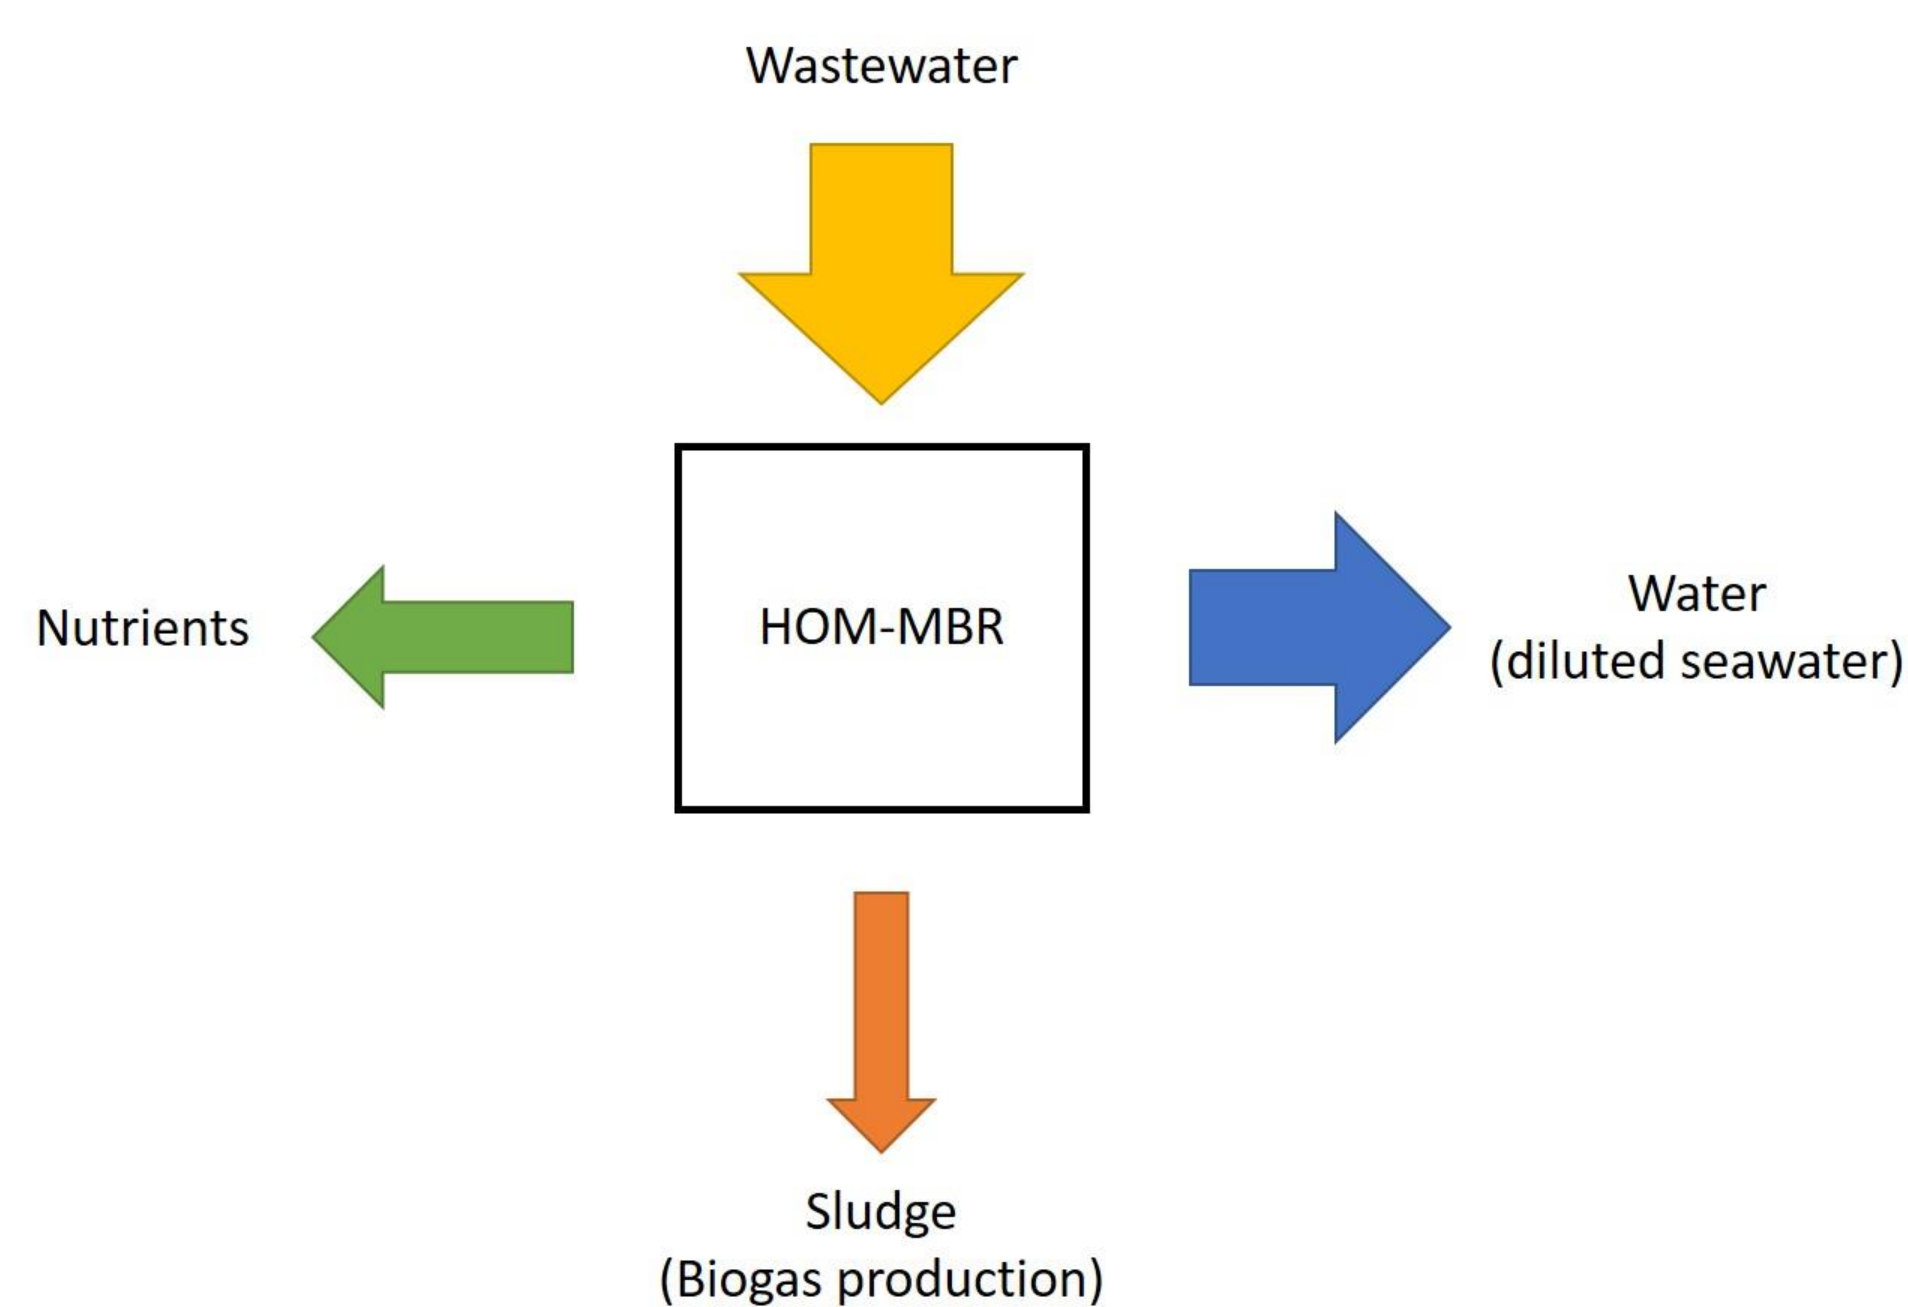 Wastewater
Nutrients
HOM-MBR
Water
(diluted seawater)
Sludge
(Biogas production)